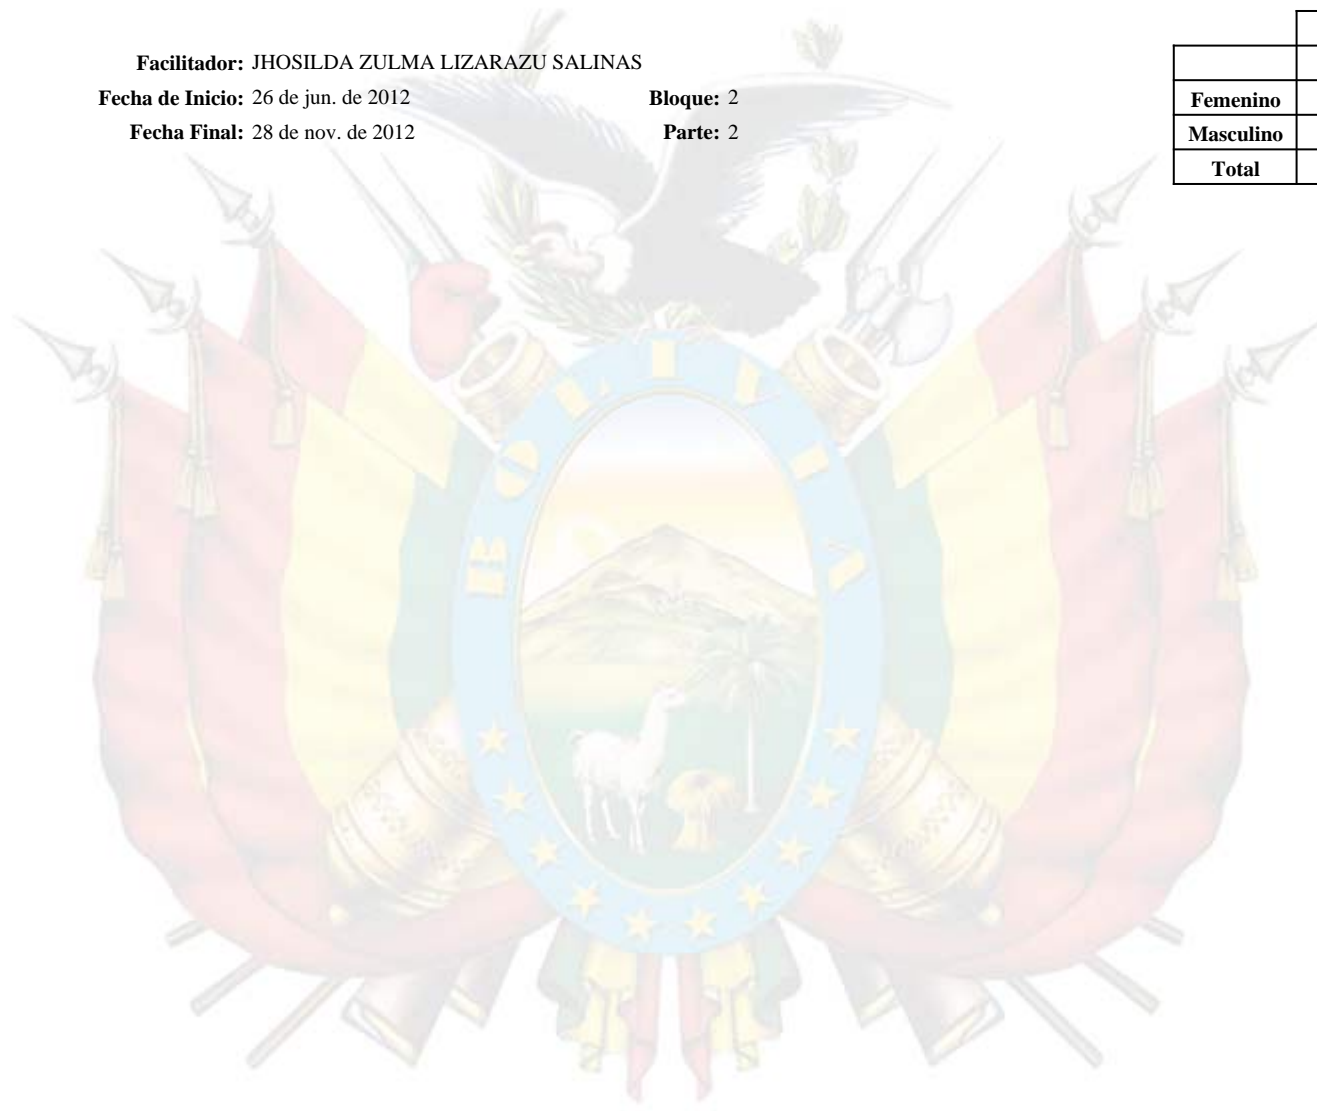 Facilitador: JHOSILDA ZULMA LIZARAZU SALINAS
Fecha de Inicio: 26 de jun. de 2012 Bloque: 2
Fecha Final: 28 de nov. de 2012 Parte: 2
Femenino
Masculino
Total
BOLIVIA